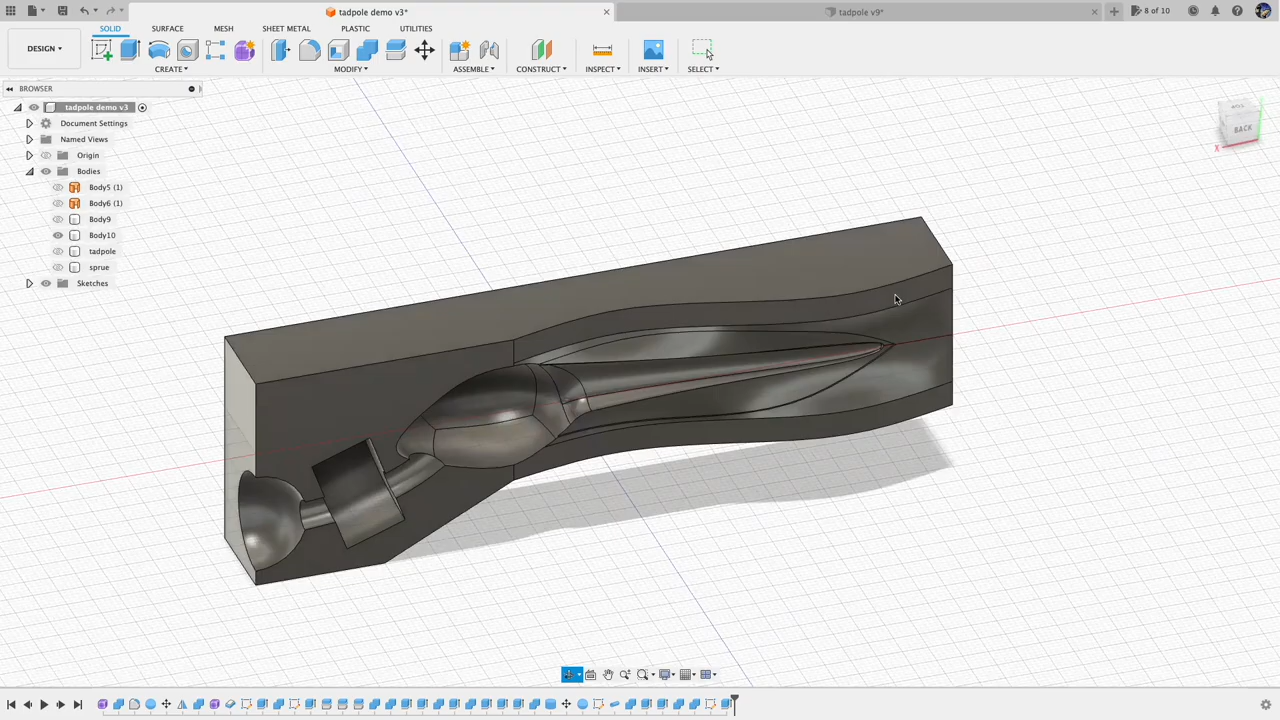 tadpole demo v3*
tadpole v9*
8 of 10
DESIGN
SOLID
SURFACE
MESH
SHEET METAL
PLASTIC
UTILITIES
CREATE
MODIFY
ASSEMBLE
CONSTRUCT
INSPECT
INSERT
SELECT
BROWSER
tadpole demo v3
Document Settings
Named Views
Origin
Bodies
Body5 (1)
Body6 (1)
Body9
Body10
tadpole
sprue
Sketches
BACK
X